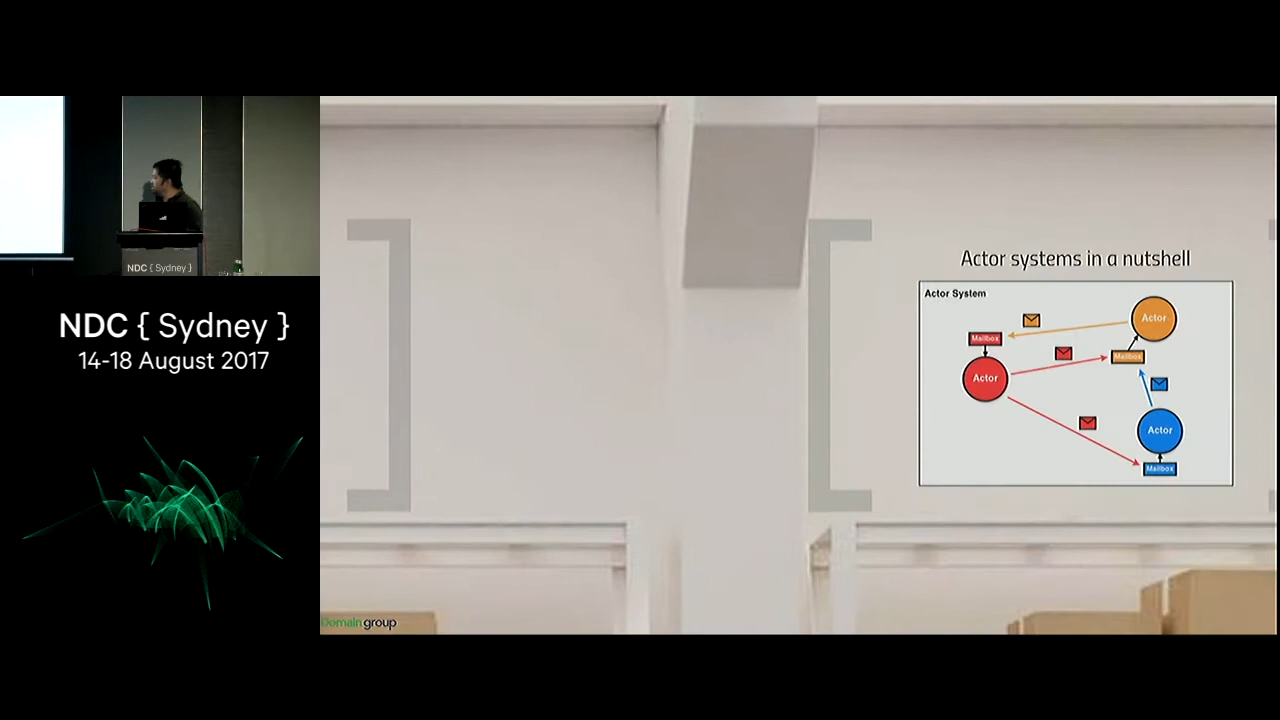 NDC { Sydney }
NDC { Sydney }
14-18 August 2017
Actor systems in a nutshell
Actor System
Actor
Mailbox
Mailbox
Actor
Actor
Mailbox
Domain group